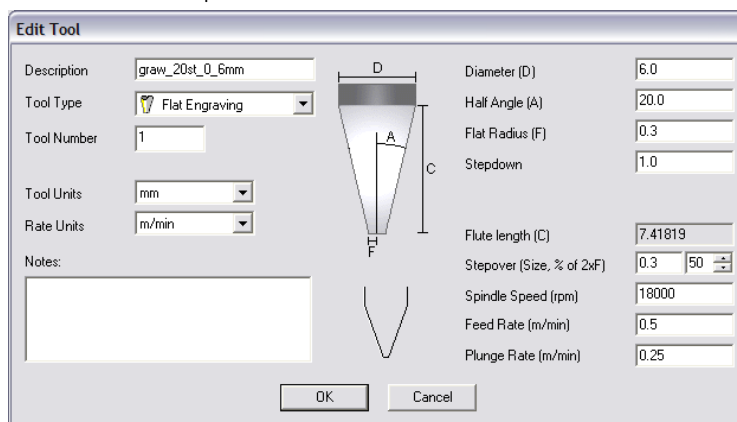 Edit Tool
Description graw_20st_0_6mm
Tool Type Flat Engraving
Tool Number 1
Tool Units mm
Rate Units m/min
Notes:
D
A
C
F
Diameter (D) 6.0
Half Angle (A) 20.0
Flat Radius (F) 0.3
Stepdown 1.0
Flute length (C) 7.41819
Stepover (Size, % of 2xF) 0.3 50
Spindle Speed (rpm) 18000
Feed Rate (m/min) 0.5
Plunge Rate (m/min) 0.25
OK Cancel